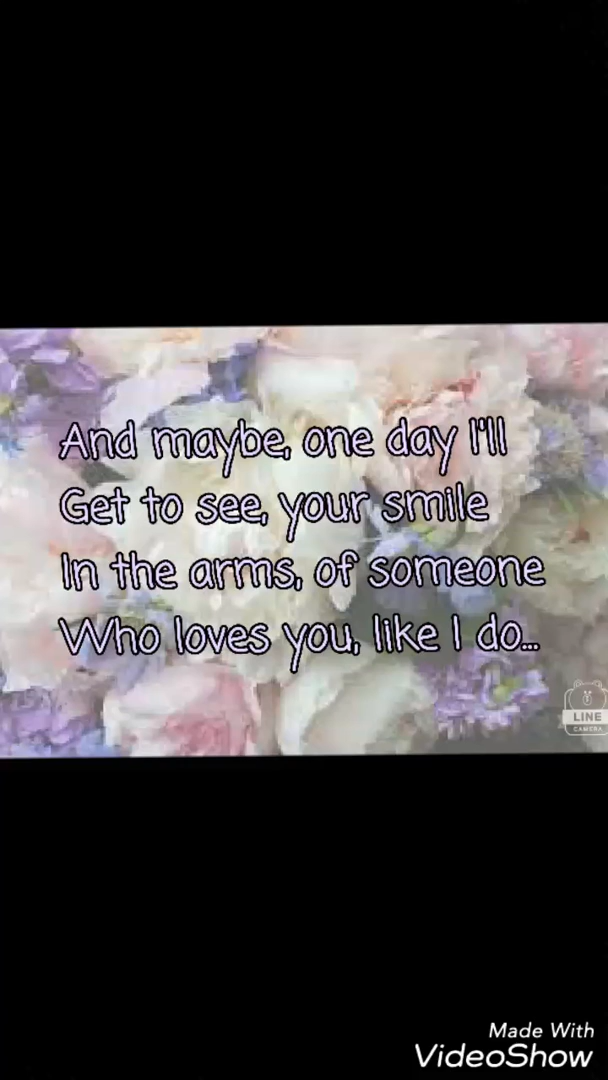 And maybe, one day I'll
Get to see, your smile
In the arms, of someone
Who loves you, like I do...
LINE
CAMERA
Made With
VideoShow